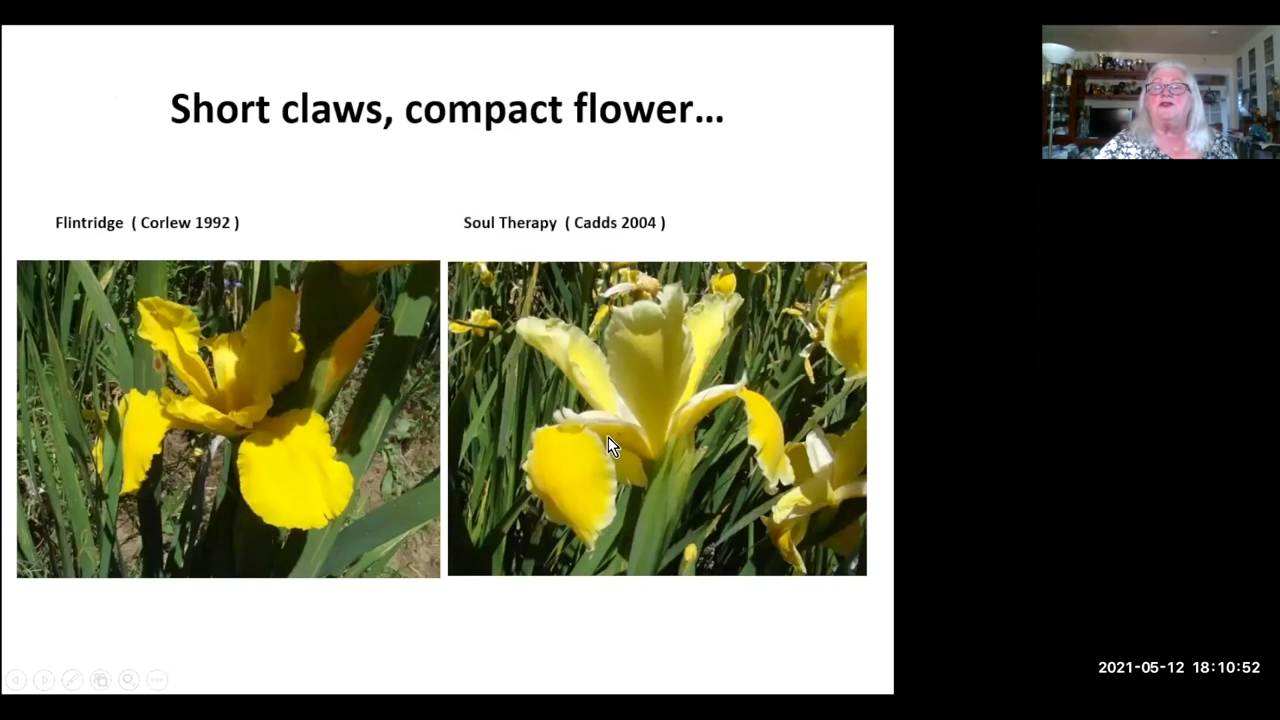 Short claws, compact flower…
Flintridge ( Corlew 1992 )
Soul Therapy ( Cadds 2004 )
2021-05-12 18:10:52